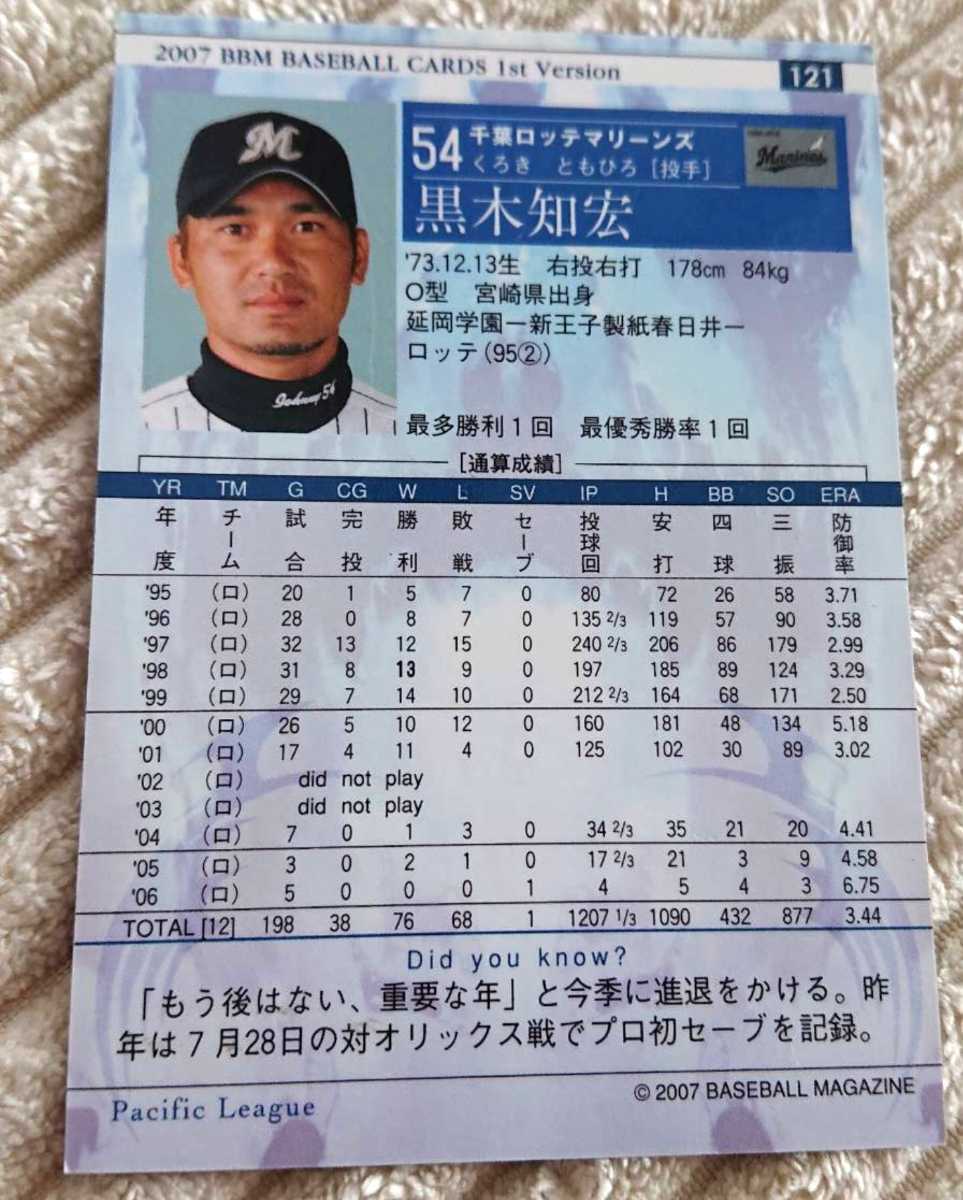 2007 BBM BASEBALL CARDS 1st Version
121
M
54 千葉ロッテマリーンズ
くろき ともひろ [投手]
Marines
黒木知宏
'73.12.13生 右投右打 178cm 84kg
O型 宮崎県出身
延岡学園ー新王子製紙春日井ー
ロッテ(95②)
Johnny 54
最多勝利1回 最優秀勝率1回
[通算成績]
YR TM G CG W L SV IP H BB SO ERA
年度 チーム 試合 完投 勝利 敗戦 セーブ 投球回 安打 四球 三振 防御率
'95 (ロ) 20 1 5 7 0 80 72 26 58 3.71
'96 (ロ) 28 0 8 7 0 135 2/3 119 57 90 3.58
'97 (ロ) 32 13 12 15 0 240 2/3 206 86 179 2.99
'98 (ロ) 31 8 13 9 0 197 185 89 124 3.29
'99 (ロ) 29 7 14 10 0 212 2/3 164 68 171 2.50
'00 (ロ) 26 5 10 12 0 160 181 48 134 5.18
'01 (ロ) 17 4 11 4 0 125 102 30 89 3.02
'02 (ロ) did not play
'03 (ロ) did not play
'04 (ロ) 7 0 1 3 0 34 2/3 35 21 20 4.41
'05 (ロ) 3 0 2 1 0 17 2/3 21 3 9 4.58
'06 (ロ) 5 0 0 0 1 4 5 4 3 6.75
TOTAL [12] 198 38 76 68 1 1207 1/3 1090 432 877 3.44
Did you know?
「もう後はない、重要な年」と今季に進退をかける。昨
年は7月28日の対オリックス戦でプロ初セーブを記録。
© 2007 BASEBALL MAGAZINE
Pacific League